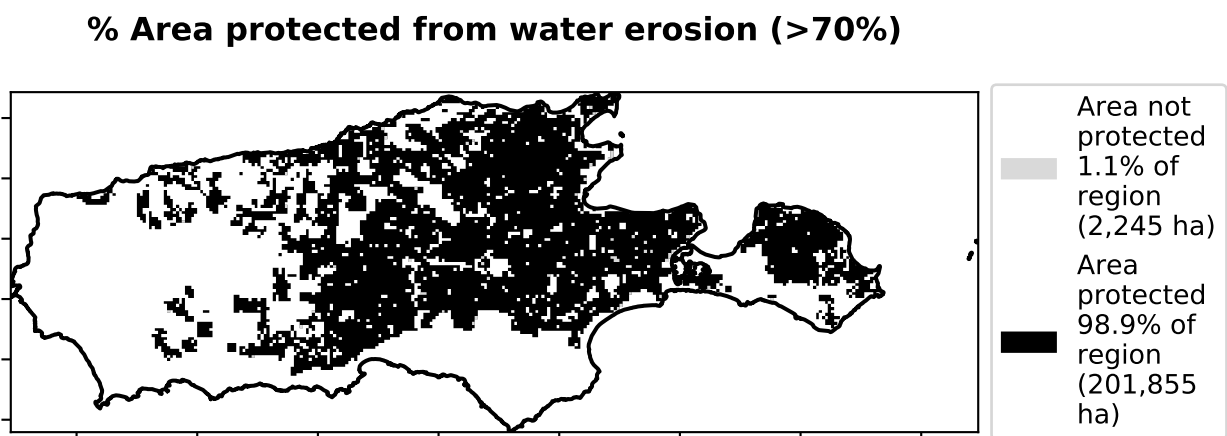 % Area protected from water erosion (>70%)
Area not
protected
1.1% of
region
(2,245 ha)
Area
protected
98.9% of
region
(201,855
ha)